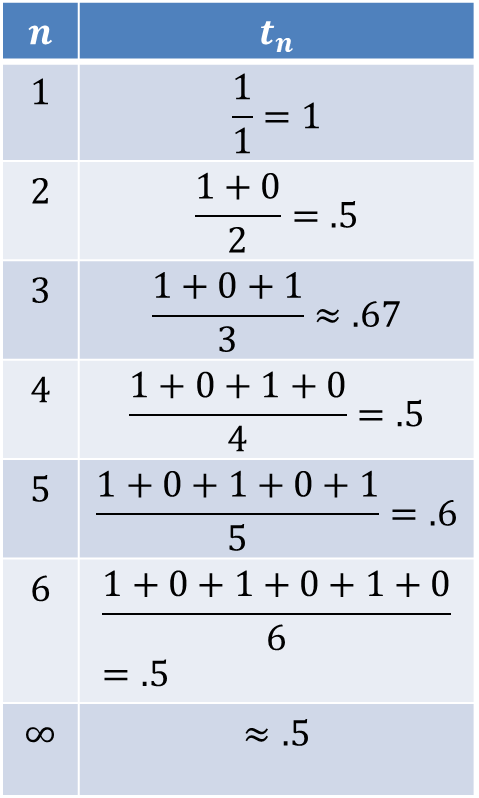 n tₙ
1 1/1 = 1
2 (1 + 0)/2 = .5
3 (1 + 0 + 1)/3 ≈ .67
4 (1 + 0 + 1 + 0)/4 = .5
5 (1 + 0 + 1 + 0 + 1)/5 = .6
6 (1 + 0 + 1 + 0 + 1 + 0)/6
= .5
∞ ≈ .5